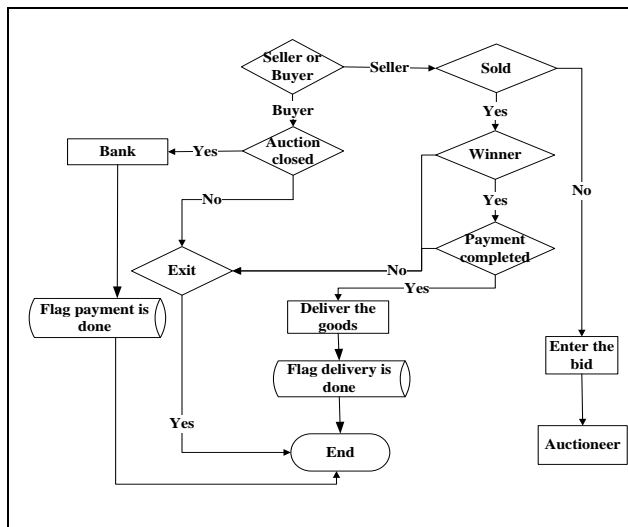 Seller or
Buyer
Seller
Sold
Buyer
Yes
Bank
Yes
Auction
closed
Winner
No
No
Yes
Exit
Payment
completed
No
Yes
Flag payment is
done
Deliver the
goods
Enter the
bid
Flag delivery is
done
Yes
End
Auctioneer